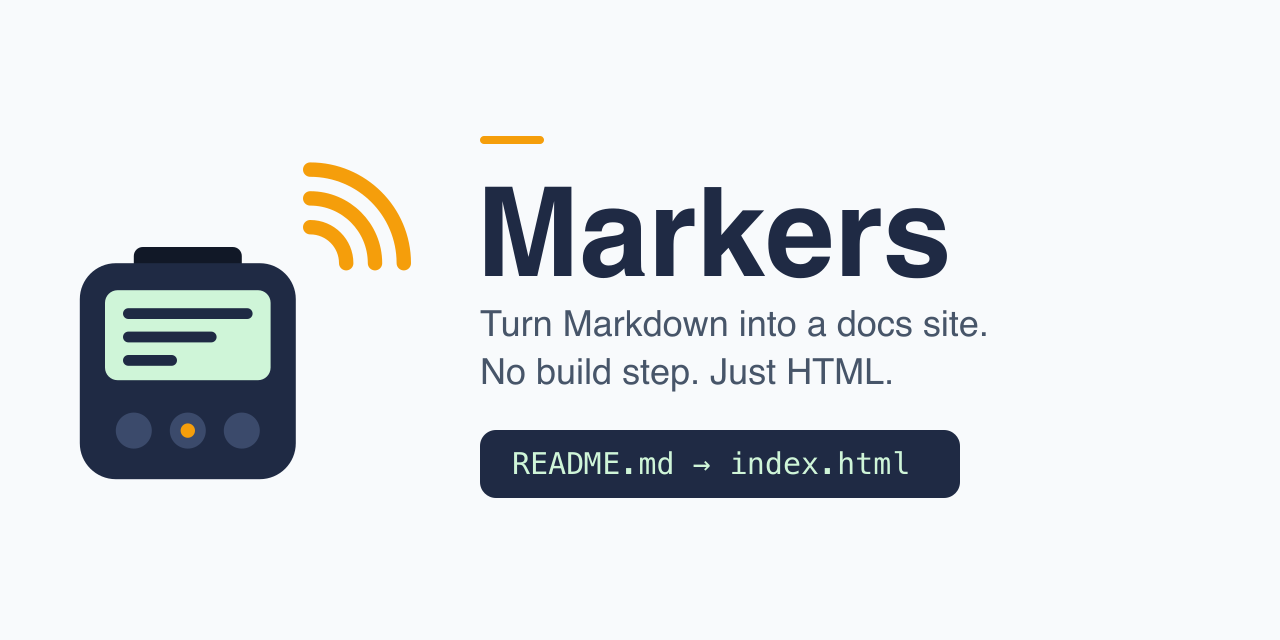 Markers
Turn Markdown into a docs site.
No build step. Just HTML.
README.md → index.html